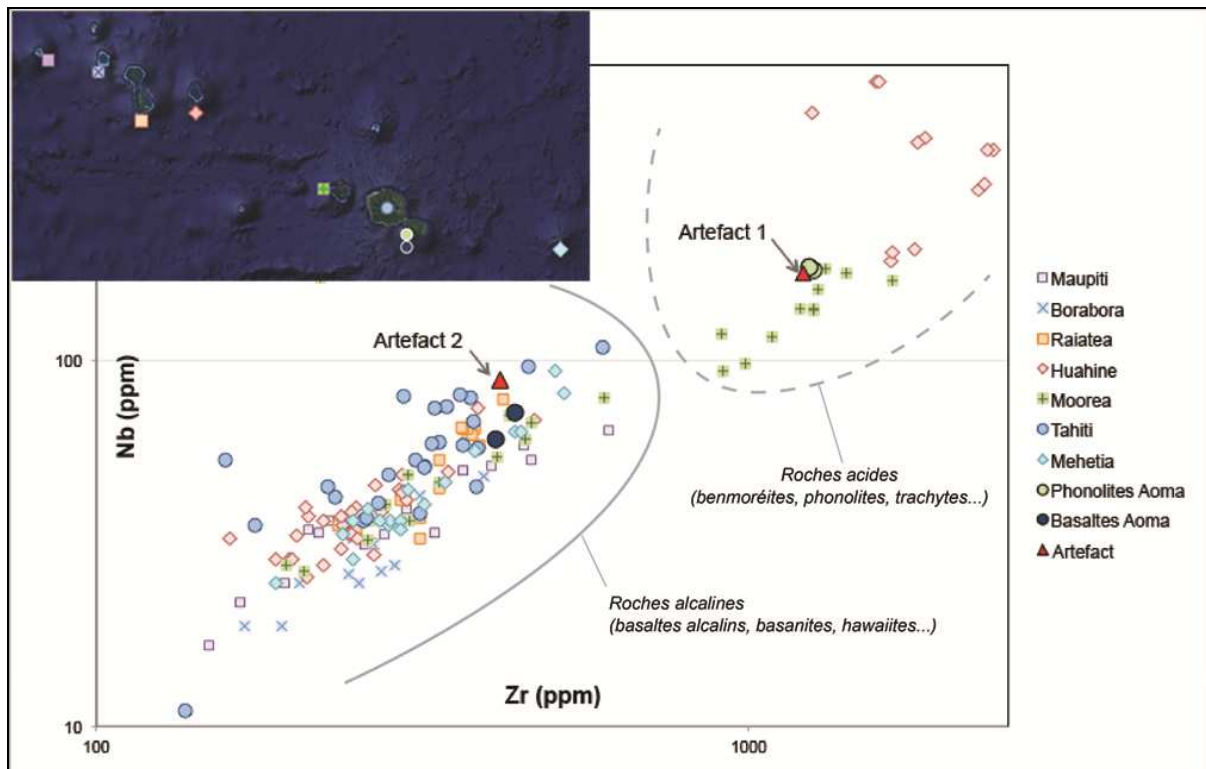 Artefact 1
Artefact 2
Nb (ppm)
100
10
Roches acides
(benmoréites, phonolites, trachytes...)
Roches alcalines
(basaltes alcalins, basanites, hawaiites...)
Zr (ppm)
100
1000
Maupiti
Borabora
Raiatea
Huahine
Moorea
Tahiti
Mehetia
Phonolites Aoma
Basaltes Aoma
Artefact